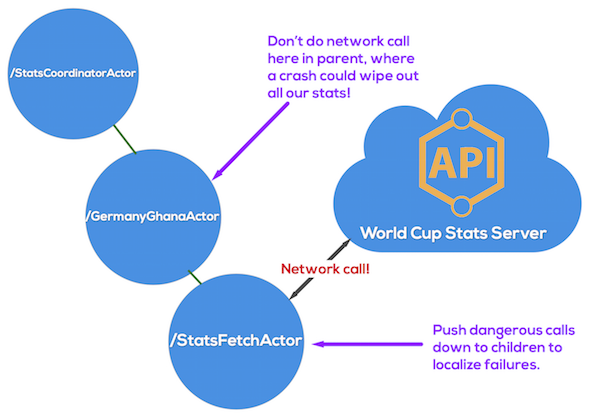 Don't do network call
here in parent, where
a crash could wipe out
all our stats!
/StatsCoordinatorActor
API
/GermanyGhanaActor
World Cup Stats Server
Network call!
/StatsFetchActor
Push dangerous calls
down to children to
localize failures.